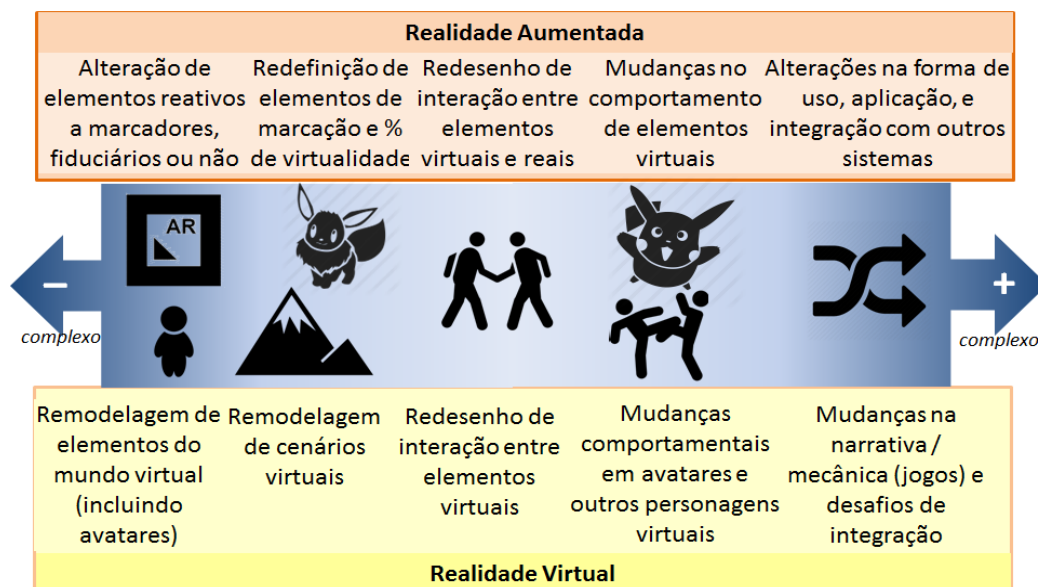 Realidade Aumentada
Alteração de
elementos reativos
a marcadores,
fiduciários ou não
Redefinição de
elementos de
marcação e %
de virtualidade
Redesenho de
interação entre
elementos
virtuais e reais
Mudanças no
comportamento
de elementos
virtuais
Alterações na forma de
uso, aplicação, e
integração com outros
sistemas
AR
–
complexo
+
complexo
Remodelagem de
elementos do
mundo virtual
(incluindo
avatares)
Remodelagem
de cenários
virtuais
Redesenho de
interação entre
elementos
virtuais
Mudanças
comportamentais
em avatares e
outros personagens
virtuais
Mudanças na
narrativa /
mecânica (jogos) e
desafios de
integração
Realidade Virtual